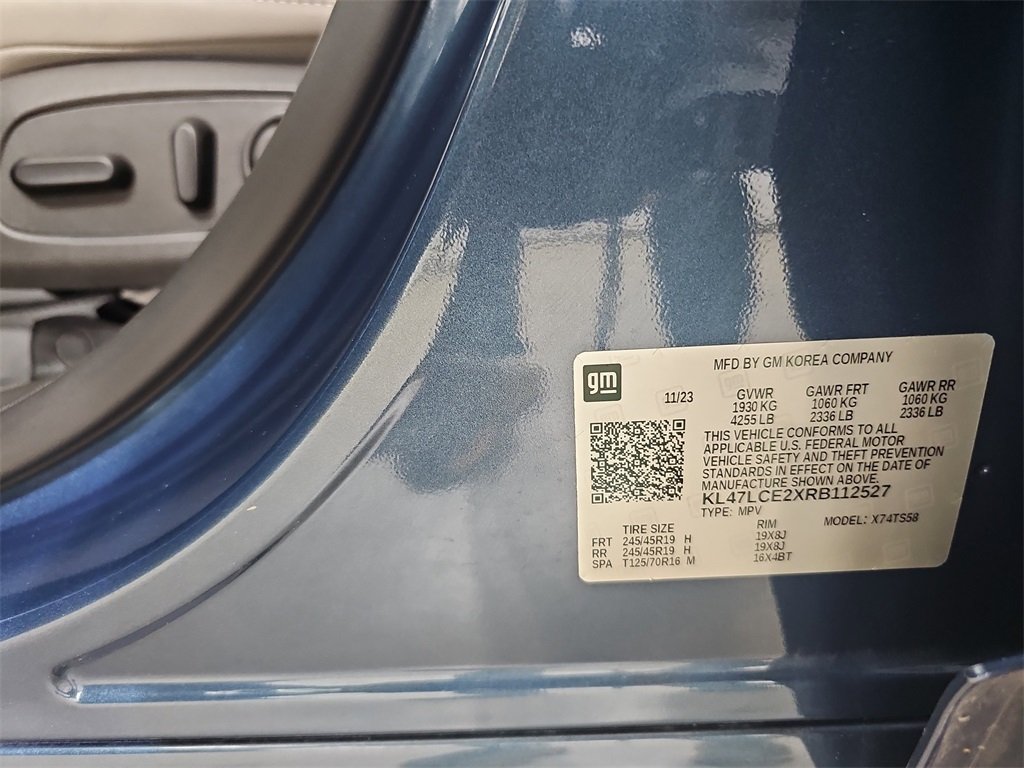 MFD BY GM KOREA COMPANY
gm
11/23 GVWR GAWR FRT GAWR RR
1930 KG 1060 KG 1060 KG
4255 LB 2336 LB 2336 LB
THIS VEHICLE CONFORMS TO ALL
APPLICABLE U.S. FEDERAL MOTOR
VEHICLE SAFETY AND THEFT PREVENTION
STANDARDS IN EFFECT ON THE DATE OF
MANUFACTURE SHOWN ABOVE.
KL47LCE2XRB112527
TYPE: MPV MODEL: X74TS58
TIRE SIZE RIM
FRT 245/45R19 H 19X8J
RR 245/45R19 H 19X8J
SPA T125/70R16 M 16X4BT